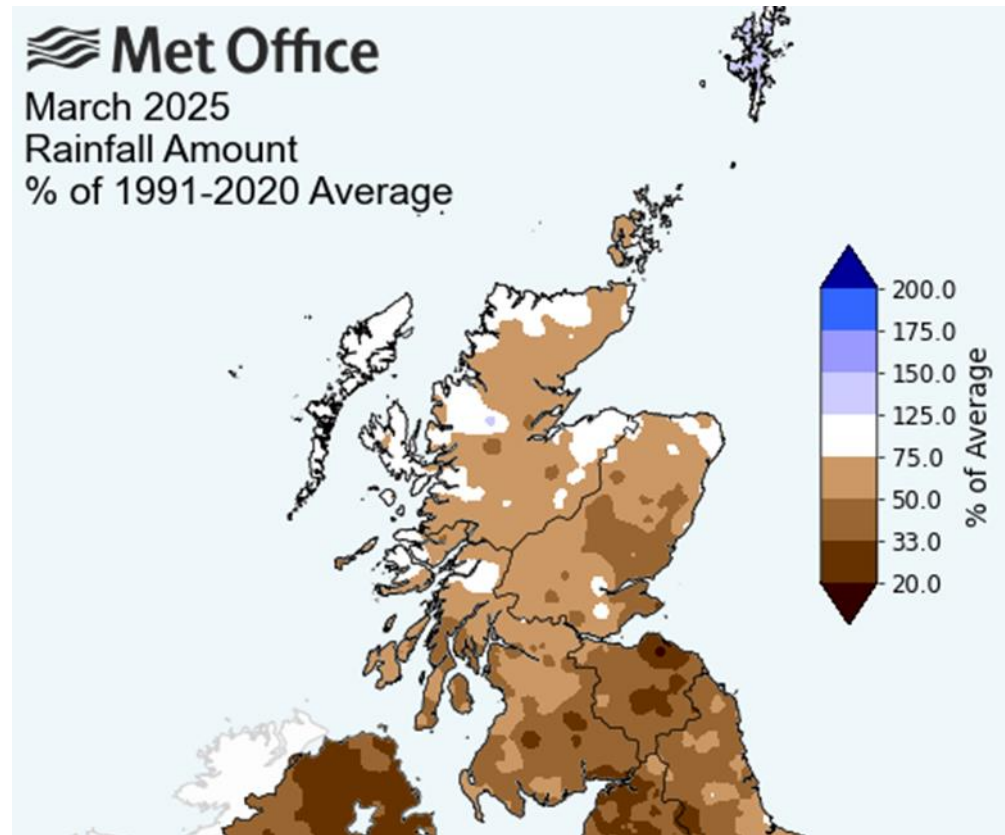 Met Office
March 2025
Rainfall Amount
% of 1991-2020 Average
200.0
175.0
150.0
125.0
75.0
50.0
33.0
20.0
% of Average